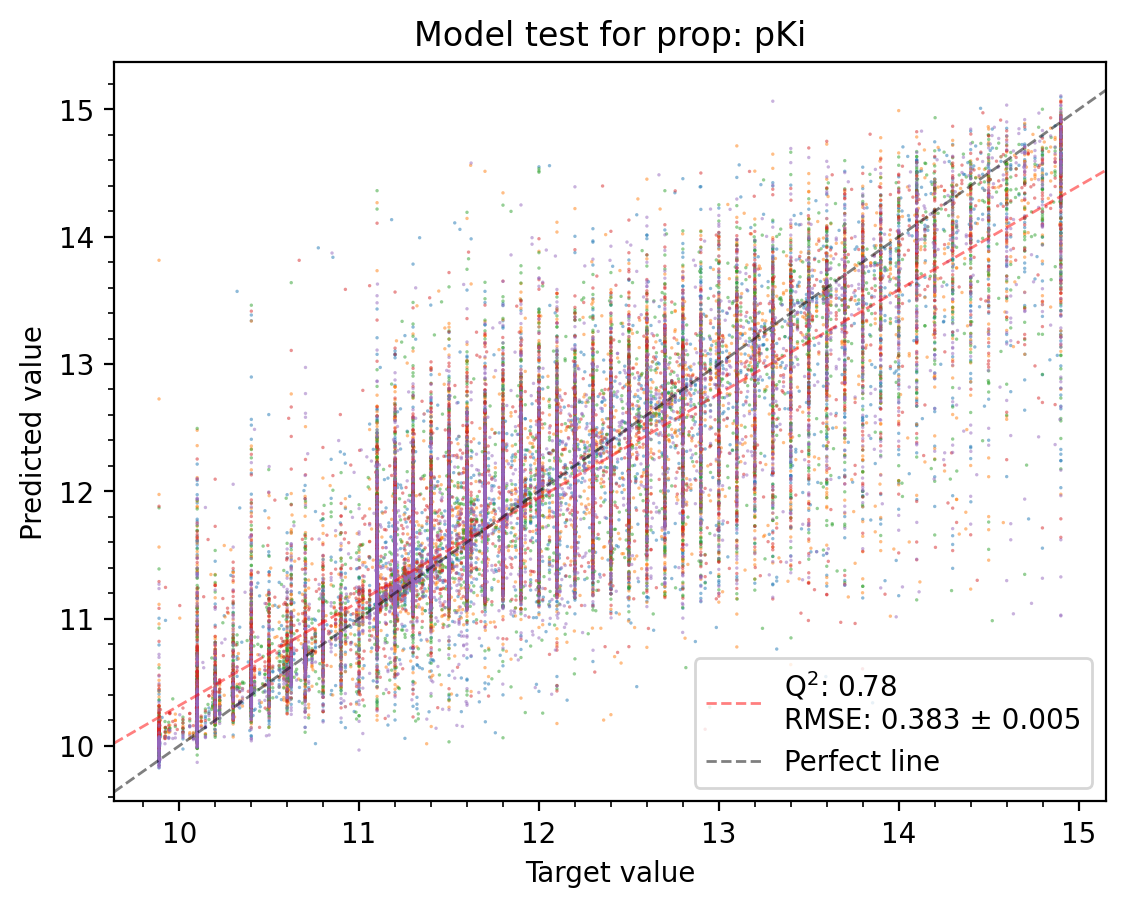 Model test for prop: pKi
Predicted value
15
14
13
12
11
10
Q²: 0.78
RMSE: 0.383 ± 0.005
Perfect line
10 11 12 13 14 15
Target value